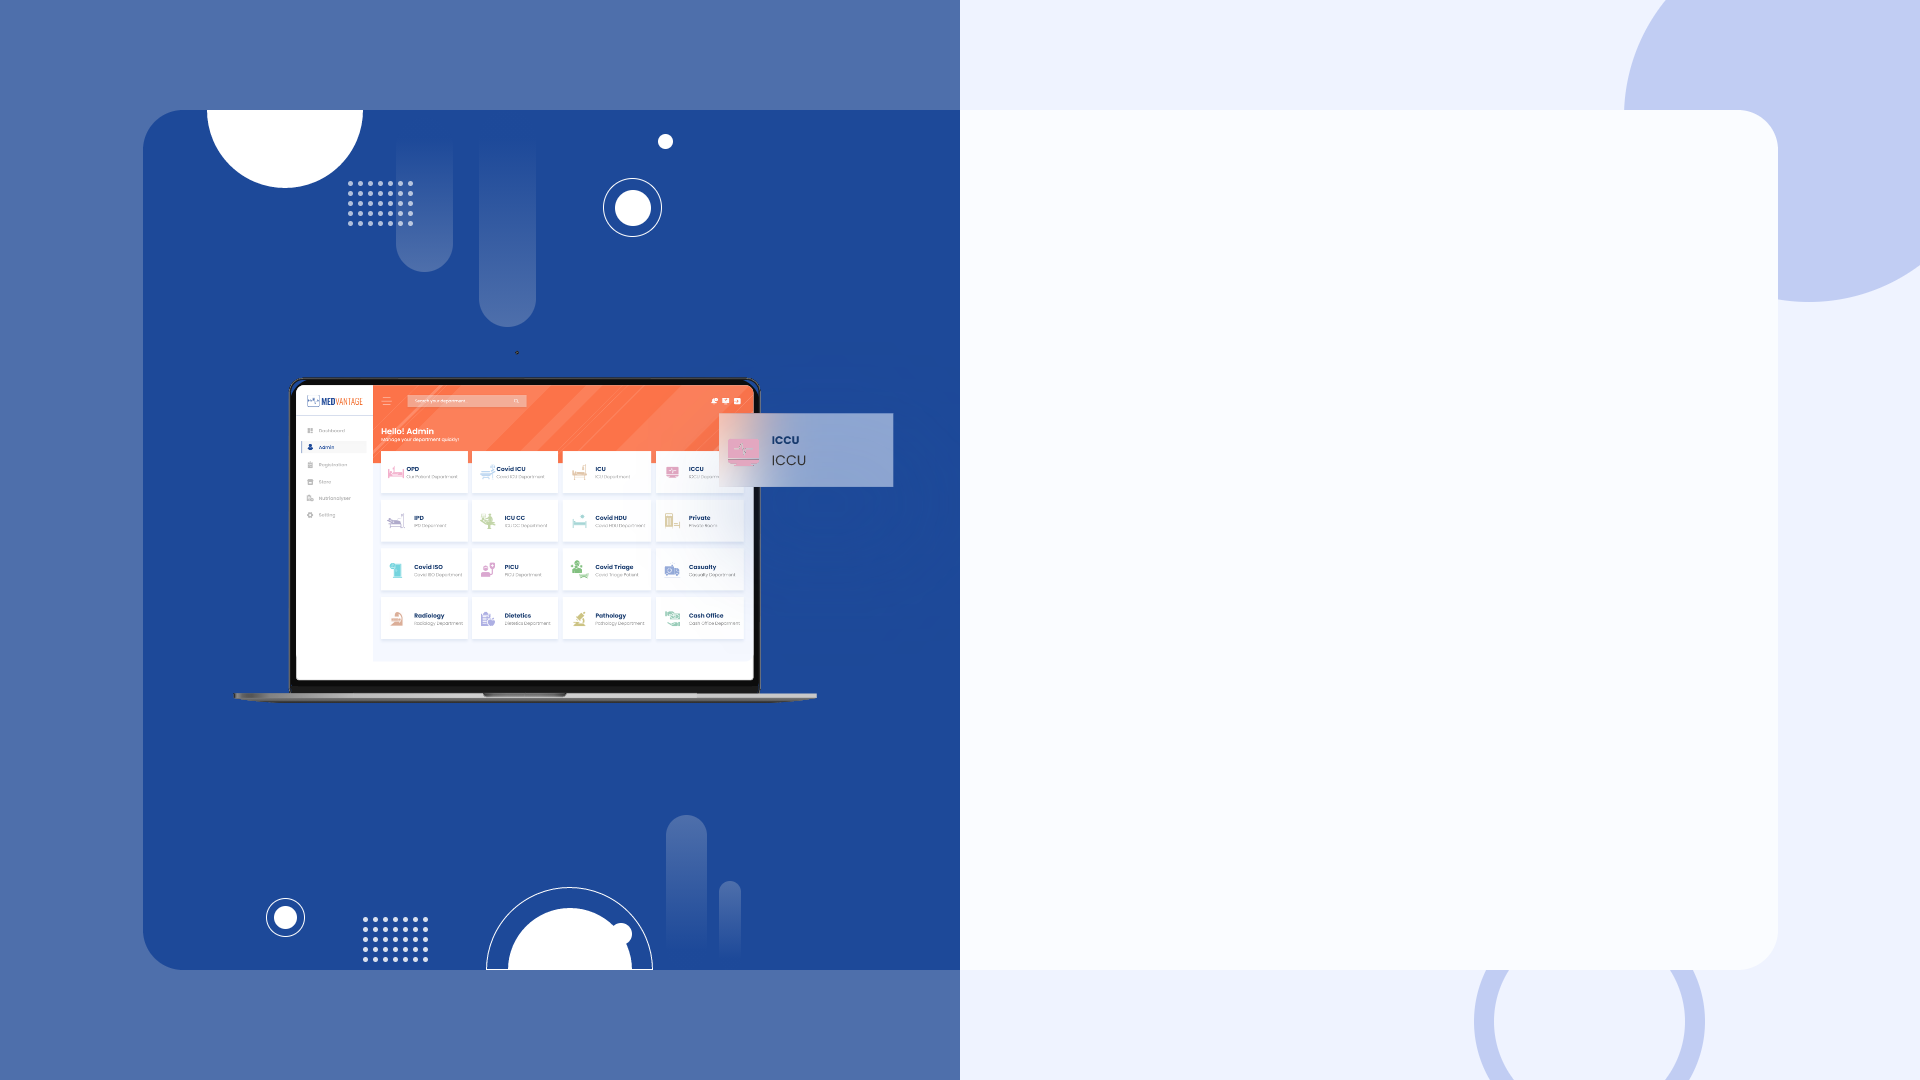 MEDVANTAGE
Search your department
Dashboard
Admin
Registration
Store
Nutrianalyser
Setting
Hello! Admin
Manage your department quickly!
OPD
Out Patient Department
Covid ICU
Covid ICU Department
ICU
ICU Department
ICCU
ICCU
ICCU
IPD
IPD Department
ICU CC
ICU CC Department
Covid HDU
Covid HDU Department
Private
Private Room
Covid ISO
Covid ISO Department
PICU
PICU Department
Covid Triage
Covid Triage Patient
Casualty
Casualty Department
Radiology
Radiology Department
Dietetics
Dietetics Department
Pathology
Pathology Department
Cash Office
Cash Office Department